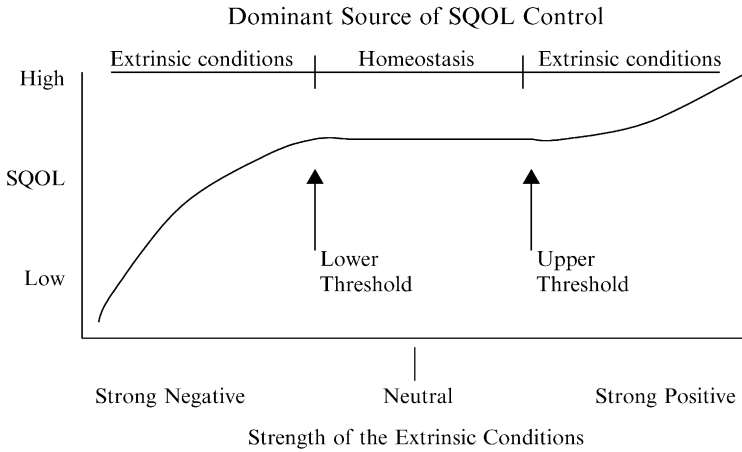 Dominant Source of SQOL Control
Extrinsic conditions
Homeostasis
Extrinsic conditions
High
SQOL
Low
Lower
Threshold
Upper
Threshold
Strong Negative
Neutral
Strong Positive
Strength of the Extrinsic Conditions